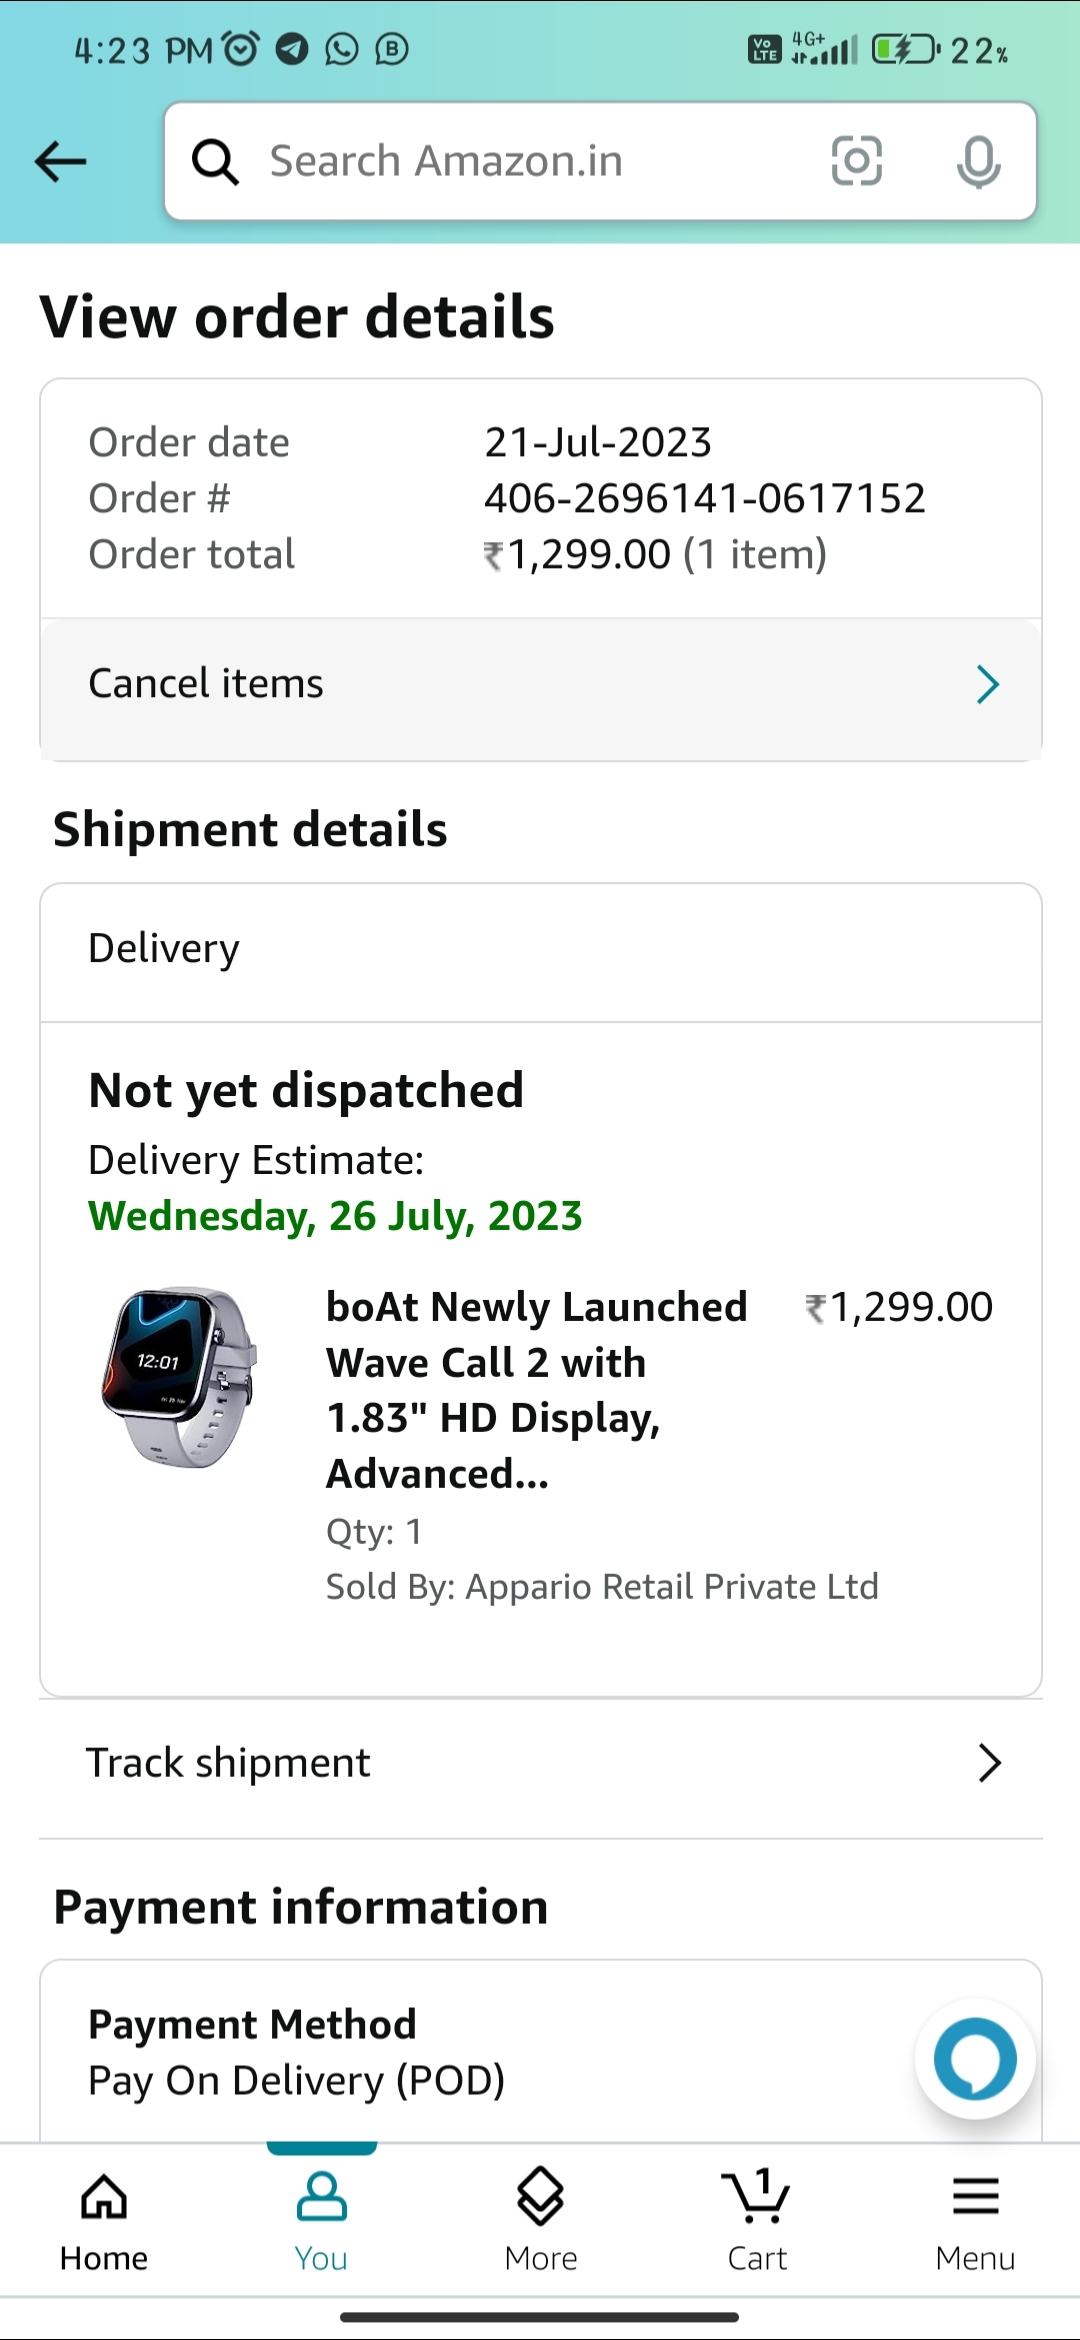 4:23 PM
Vo LTE 4G+ 22%
Search Amazon.in
View order details
Order date 21-Jul-2023
Order # 406-2696141-0617152
Order total ₹1,299.00 (1 item)
Cancel items
Shipment details
Delivery
Not yet dispatched
Delivery Estimate:
Wednesday, 26 July, 2023
12:01
boAt Newly Launched ₹1,299.00
Wave Call 2 with
1.83" HD Display,
Advanced...
Qty: 1
Sold By: Appario Retail Private Ltd
Track shipment
Payment information
Payment Method
Pay On Delivery (POD)
1
Home You More Cart Menu